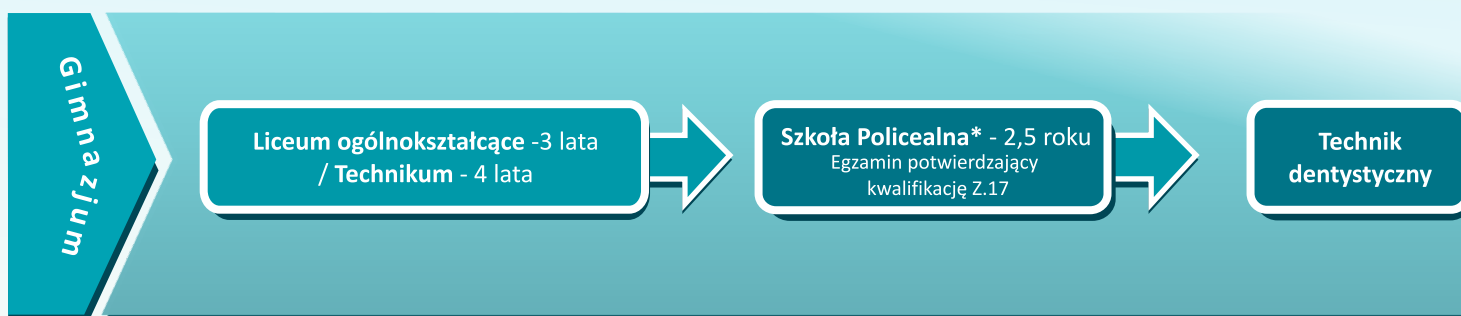 Gimnazjum
Liceum ogólnokształcące -3 lata
/ Technikum - 4 lata
Szkoła Policealna* - 2,5 roku
Egzamin potwierdzający
kwalifikację Z.17
Technik
dentystyczny